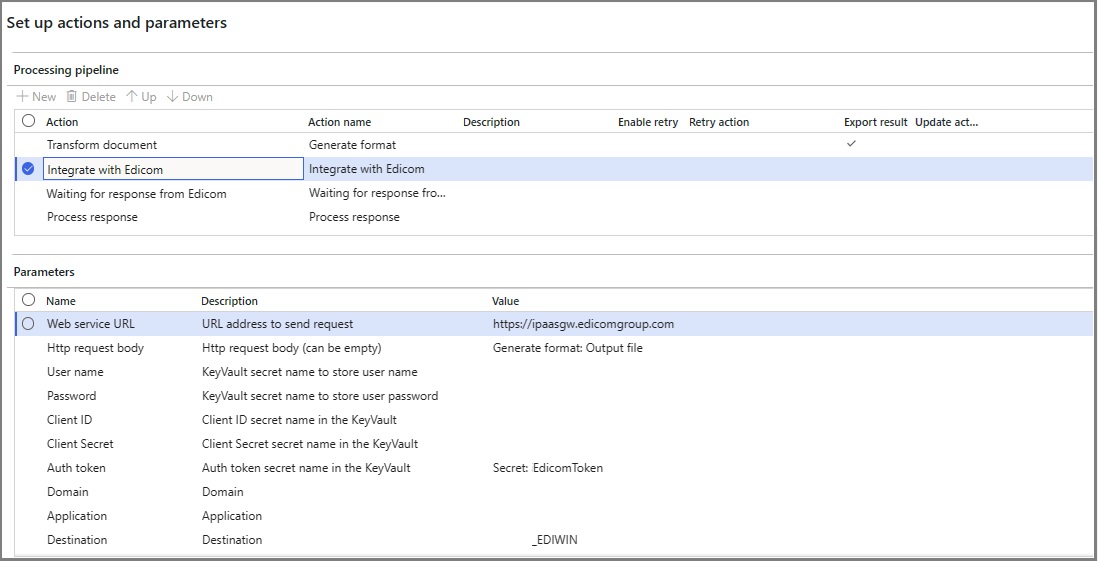 Set up actions and parameters
Processing pipeline
New Delete Up Down
Action Action name Description Enable retry Retry action Export result Update act...
Transform document Generate format
Integrate with Edicom Integrate with Edicom
Waiting for response from Edicom Waiting for response fro...
Process response Process response
Parameters
Name Description Value
Web service URL URL address to send request https://ipaasgw.edicomgroup.com
Http request body Http request body (can be empty) Generate format: Output file
User name KeyVault secret name to store user name
Password KeyVault secret name to store user password
Client ID Client ID secret name in the KeyVault
Client Secret Client Secret secret name in the KeyVault
Auth token Auth token secret name in the KeyVault Secret: EdicomToken
Domain Domain
Application Application
Destination Destination _EDIWIN